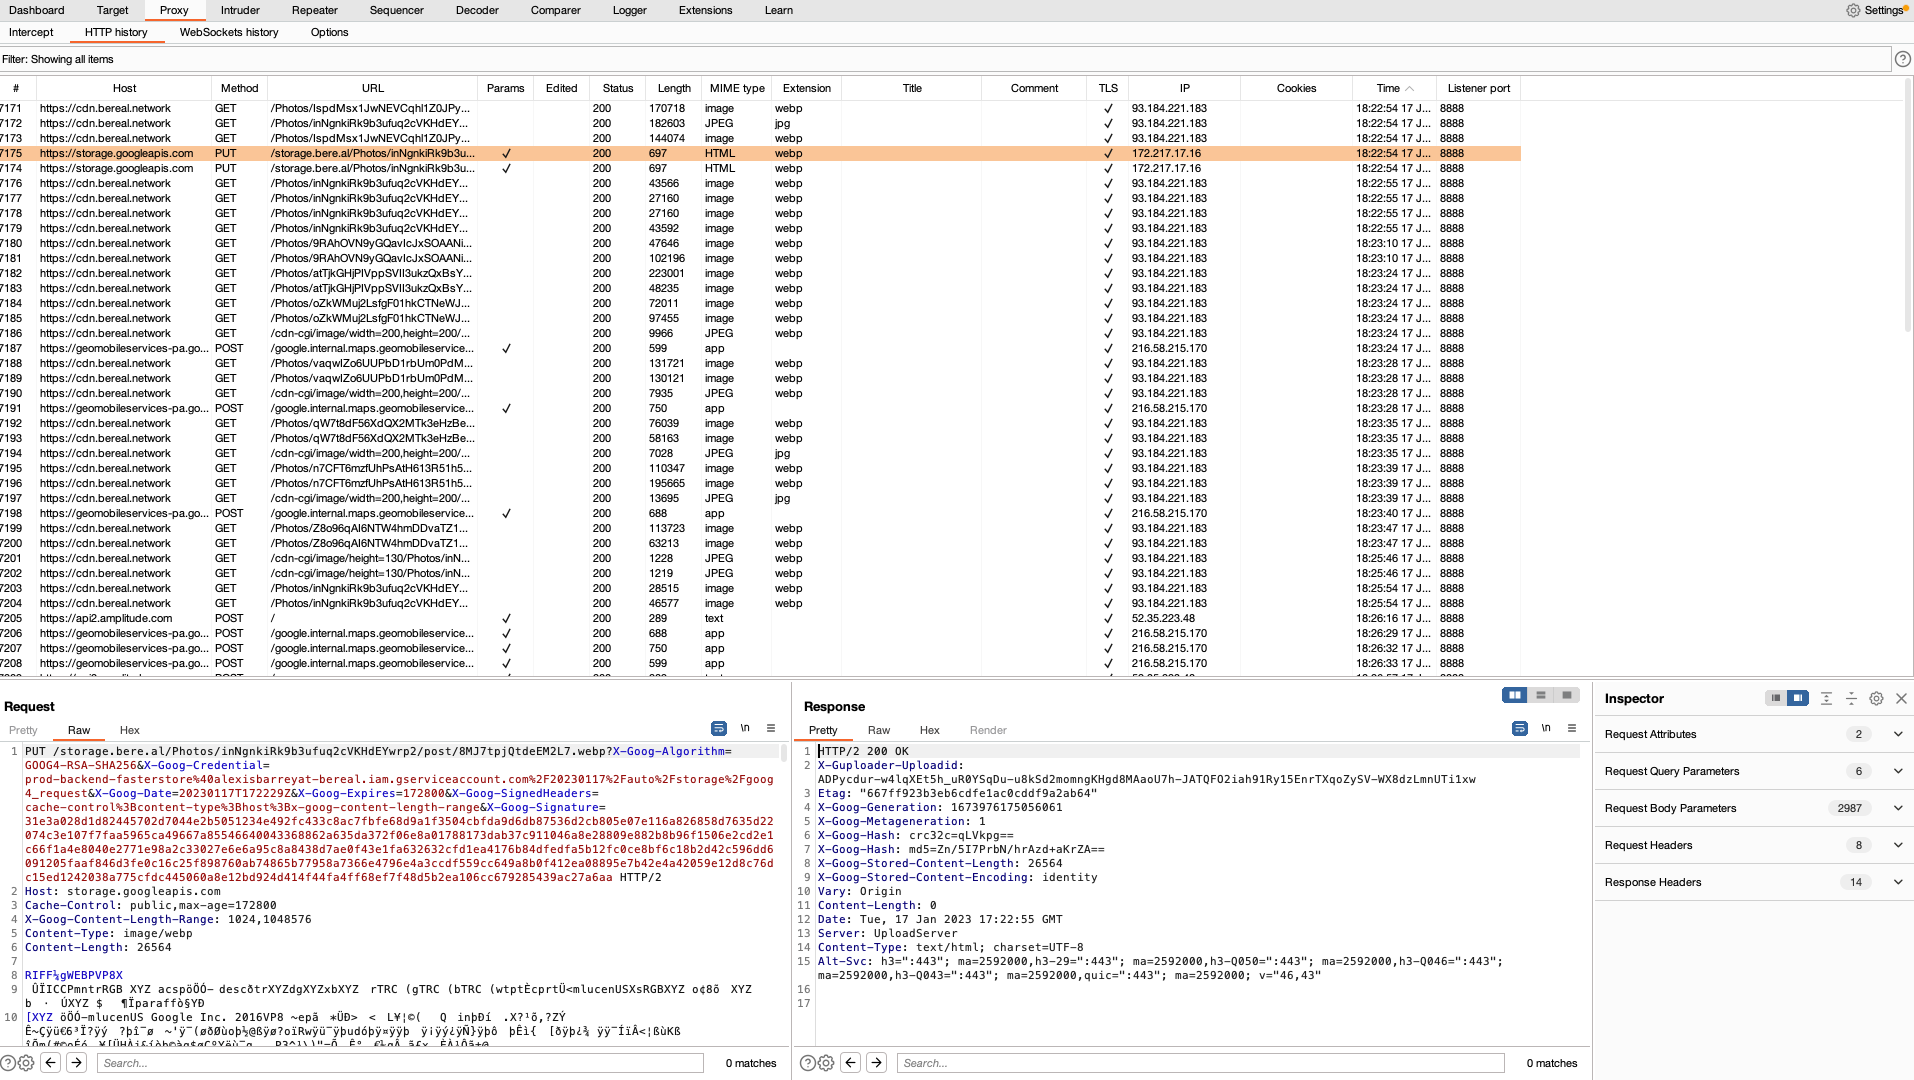 Dashboard Target Proxy Intruder Repeater Sequencer Decoder Comparer Logger Extensions Learn Settings
Intercept HTTP history WebSockets history Options
Filter: Showing all items
# Host Method URL Params Edited Status Length MIME type Extension Title Comment TLS IP Cookies Time Listener port
7171 https://cdn.bereal.network GET /Photos/IspdMsx1JwNEVCqhl1Z0JPy... 200 170718 image webp ✓ 93.184.221.183 18:22:54 17 J... 8888
7172 https://cdn.bereal.network GET /Photos/inNgnkiRk9b3ufuq2cVKHdEY... 200 182603 JPEG jpg ✓ 93.184.221.183 18:22:54 17 J... 8888
7173 https://cdn.bereal.network GET /Photos/IspdMsx1JwNEVCqhl1Z0JPy... 200 144074 image webp ✓ 93.184.221.183 18:22:54 17 J... 8888
7175 https://storage.googleapis.com PUT /storage.bere.al/Photos/inNgnkiRk9b3u... ✓ 200 697 HTML webp ✓ 172.217.17.16 18:22:54 17 J... 8888
7174 https://storage.googleapis.com PUT /storage.bere.al/Photos/inNgnkiRk9b3u... ✓ 200 697 HTML webp ✓ 172.217.17.16 18:22:54 17 J... 8888
7176 https://cdn.bereal.network GET /Photos/inNgnkiRk9b3ufuq2cVKHdEY... 200 43566 image webp ✓ 93.184.221.183 18:22:55 17 J... 8888
7177 https://cdn.bereal.network GET /Photos/inNgnkiRk9b3ufuq2cVKHdEY... 200 27160 image webp ✓ 93.184.221.183 18:22:55 17 J... 8888
7178 https://cdn.bereal.network GET /Photos/inNgnkiRk9b3ufuq2cVKHdEY... 200 27160 image webp ✓ 93.184.221.183 18:22:55 17 J... 8888
7179 https://cdn.bereal.network GET /Photos/inNgnkiRk9b3ufuq2cVKHdEY... 200 43592 image webp ✓ 93.184.221.183 18:22:55 17 J... 8888
7180 https://cdn.bereal.network GET /Photos/9RAhOVN9yGQavIcJxSOAANi... 200 47646 image webp ✓ 93.184.221.183 18:23:10 17 J... 8888
7181 https://cdn.bereal.network GET /Photos/9RAhOVN9yGQavIcJxSOAANi... 200 102196 image webp ✓ 93.184.221.183 18:23:10 17 J... 8888
7182 https://cdn.bereal.network GET /Photos/atTjkGHjPIVppSVII3ukzQxBsY... 200 223001 image webp ✓ 93.184.221.183 18:23:24 17 J... 8888
7183 https://cdn.bereal.network GET /Photos/atTjkGHjPIVppSVII3ukzQxBsY... 200 48235 image webp ✓ 93.184.221.183 18:23:24 17 J... 8888
7184 https://cdn.bereal.network GET /Photos/oZkWMuj2LsfgF01hkCTNeWJ... 200 72011 image webp ✓ 93.184.221.183 18:23:24 17 J... 8888
7185 https://cdn.bereal.network GET /Photos/oZkWMuj2LsfgF01hkCTNeWJ... 200 97455 image webp ✓ 93.184.221.183 18:23:24 17 J... 8888
7186 https://cdn.bereal.network GET /cdn-cgi/image/width=200,height=200/... 200 9966 JPEG webp ✓ 93.184.221.183 18:23:24 17 J... 8888
7187 https://geomobileservices-pa.go... POST /google.internal.maps.geomobileservice... ✓ 200 599 app ✓ 216.58.215.170 18:23:24 17 J... 8888
7188 https://cdn.bereal.network GET /Photos/vaqwIZo6UUPbD1rbUm0PdM... 200 131721 image webp ✓ 93.184.221.183 18:23:28 17 J... 8888
7189 https://cdn.bereal.network GET /Photos/vaqwIZo6UUPbD1rbUm0PdM... 200 130121 image webp ✓ 93.184.221.183 18:23:28 17 J... 8888
7190 https://cdn.bereal.network GET /cdn-cgi/image/width=200,height=200/... 200 7935 JPEG webp ✓ 93.184.221.183 18:23:28 17 J... 8888
7191 https://geomobileservices-pa.go... POST /google.internal.maps.geomobileservice... ✓ 200 750 app ✓ 216.58.215.170 18:23:28 17 J... 8888
7192 https://cdn.bereal.network GET /Photos/qW7t8dF56XdQX2MTk3eHzBe... 200 76039 image webp ✓ 93.184.221.183 18:23:35 17 J... 8888
7193 https://cdn.bereal.network GET /Photos/qW7t8dF56XdQX2MTk3eHzBe... 200 58163 image webp ✓ 93.184.221.183 18:23:35 17 J... 8888
7194 https://cdn.bereal.network GET /cdn-cgi/image/width=200,height=200/... 200 7028 JPEG jpg ✓ 93.184.221.183 18:23:35 17 J... 8888
7195 https://cdn.bereal.network GET /Photos/n7CFT6mzfUhPsAtH613R51h5... 200 110347 image webp ✓ 93.184.221.183 18:23:39 17 J... 8888
7196 https://cdn.bereal.network GET /Photos/n7CFT6mzfUhPsAtH613R51h5... 200 195665 image webp ✓ 93.184.221.183 18:23:39 17 J... 8888
7197 https://cdn.bereal.network GET /cdn-cgi/image/width=200,height=200/... 200 13695 JPEG jpg ✓ 93.184.221.183 18:23:39 17 J... 8888
7198 https://geomobileservices-pa.go... POST /google.internal.maps.geomobileservice... ✓ 200 688 app ✓ 216.58.215.170 18:23:40 17 J... 8888
7199 https://cdn.bereal.network GET /Photos/Z8o96qAI6NTW4hmDDvaTZ1... 200 113723 image webp ✓ 93.184.221.183 18:23:47 17 J... 8888
7200 https://cdn.bereal.network GET /Photos/Z8o96qAI6NTW4hmDDvaTZ1... 200 63213 image webp ✓ 93.184.221.183 18:23:47 17 J... 8888
7201 https://cdn.bereal.network GET /cdn-cgi/image/height=130/Photos/inN... 200 1228 JPEG webp ✓ 93.184.221.183 18:25:46 17 J... 8888
7202 https://cdn.bereal.network GET /cdn-cgi/image/height=130/Photos/inN... 200 1219 JPEG webp ✓ 93.184.221.183 18:25:46 17 J... 8888
7203 https://cdn.bereal.network GET /Photos/inNgnkiRk9b3ufuq2cVKHdEY... 200 28515 image webp ✓ 93.184.221.183 18:25:54 17 J... 8888
7204 https://cdn.bereal.network GET /Photos/inNgnkiRk9b3ufuq2cVKHdEY... 200 46577 image webp ✓ 93.184.221.183 18:25:54 17 J... 8888
7205 https://api2.amplitude.com POST / ✓ 200 289 text ✓ 52.35.223.48 18:26:16 17 J... 8888
7206 https://geomobileservices-pa.go... POST /google.internal.maps.geomobileservice... ✓ 200 688 app ✓ 216.58.215.170 18:26:29 17 J... 8888
7207 https://geomobileservices-pa.go... POST /google.internal.maps.geomobileservice... ✓ 200 750 app ✓ 216.58.215.170 18:26:32 17 J... 8888
7208 https://geomobileservices-pa.go... POST /google.internal.maps.geomobileservice... ✓ 200 599 app ✓ 216.58.215.170 18:26:33 17 J... 8888
Request
Pretty Raw Hex \n
1 PUT /storage.bere.al/Photos/inNgnkiRk9b3ufuq2cVKHdEYwrp2/post/8MJ7tpjQtdeEM2L7.webp?X-Goog-Algorithm=
GOOG4-RSA-SHA256&X-Goog-Credential=
prod-backend-fasterstore%40alexisbarreyat-bereal.iam.gserviceaccount.com%2F20230117%2Fauto%2Fstorage%2Fgoog
4_request&X-Goog-Date=20230117T172229Z&X-Goog-Expires=172800&X-Goog-SignedHeaders=
cache-control%3Bcontent-type%3Bhost%3Bx-goog-content-length-range&X-Goog-Signature=
31e3a028d1d82445702d7044e2b5051234e492fc433c8ac7fbfe68d9a1f3504cbfda9d6db87536d2cb805e07e116a826858d7635d22
074c3e107f7faa5965ca49667a85546640043368862a635da372f06e8a01788173dab37c911046a8e28809e882b8b96f1506e2cd2e1
c66f1a4e8040e2771e98a2c33027e6e6a95c8a8438d7ae0f43e1fa632632cfd1ea4176b84dfedfa5b12fc0ce8bf6c18b2d42c596dd6
091205faaf846d3fe0c16c25f898760ab74865b77958a7366e4796e4a3ccdf559cc649a8b0f412ea08895e7b42e4a42059e12d8c76d
c15ed1242038a775cfdc445060a8e12bd924d414f44fa4ff68ef7f48d5b2ea106cc679285439ac27a6aa HTTP/2
2 Host: storage.googleapis.com
3 Cache-Control: public,max-age=172800
4 X-Goog-Content-Length-Range: 1024,1048576
5 Content-Type: image/webp
6 Content-Length: 26564
7
8 RIFF¼gWEBPVP8X
9
10
Search... 0 matches
Response
Pretty Raw Hex Render \n
1 HTTP/2 200 OK
2 X-Guploader-Uploadid:
ADPycdur-w4lqXEt5h_uR0YSqDu-u8kSd2momngKHgd8MAaoU7h-JATQFO2iah91Ry15EnrTXqoZySV-WX8dzLmnUTi1xw
3 Etag: "667ff923b3eb6cdfe1ac0cddf9a2ab64"
4 X-Goog-Generation: 1673976175056061
5 X-Goog-Metageneration: 1
6 X-Goog-Hash: crc32c=qLVkpg==
7 X-Goog-Hash: md5=Zn/5I7PrbN/hrAzd+aKrZA==
8 X-Goog-Stored-Content-Length: 26564
9 X-Goog-Stored-Content-Encoding: identity
10 Vary: Origin
11 Content-Length: 0
12 Date: Tue, 17 Jan 2023 17:22:55 GMT
13 Server: UploadServer
14 Content-Type: text/html; charset=UTF-8
15 Alt-Svc: h3=":443"; ma=2592000,h3-29=":443"; ma=2592000,h3-Q050=":443"; ma=2592000,h3-Q046=":443";
ma=2592000,h3-Q043=":443"; ma=2592000,quic=":443"; ma=2592000; v="46,43"
16
17
Search... 0 matches
Inspector
Request Attributes 2
Request Query Parameters 6
Request Body Parameters 2987
Request Headers 8
Response Headers 14